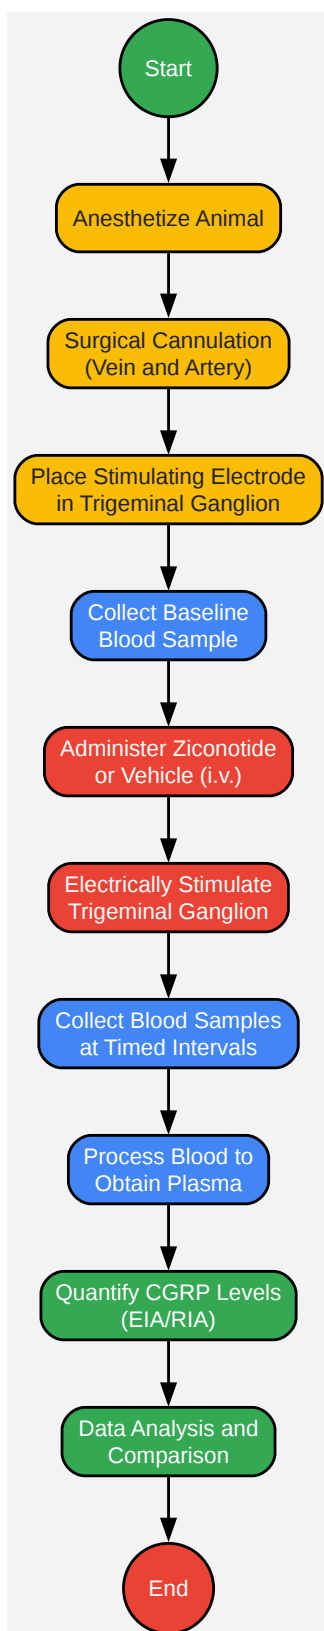 Start
Anesthetize Animal
Surgical Cannulation
(Vein and Artery)
Place Stimulating Electrode
in Trigeminal Ganglion
Collect Baseline
Blood Sample
Administer Ziconotide
or Vehicle (i.v.)
Electrically Stimulate
Trigeminal Ganglion
Collect Blood Samples
at Timed Intervals
Process Blood to
Obtain Plasma
Quantify CGRP Levels
(EIA/RIA)
Data Analysis and
Comparison
End